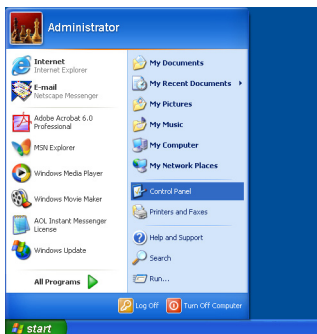 Administrator
Internet
Internet Explorer
E-mail
Netscape Messenger
Adobe Acrobat 6.0
Professional
MSN Explorer
Windows Media Player
Windows Movie Maker
AOL Instant Messenger
License
Windows Update
All Programs
My Documents
My Recent Documents
My Pictures
My Music
My Computer
My Network Places
Control Panel
Printers and Faxes
Help and Support
Search
Run...
Log Off
Turn Off Computer
start